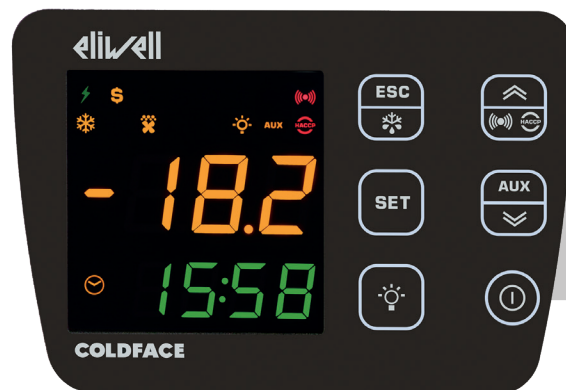 eliwell
$
AUX HACCP
-18.2
15:58
COLDFACE
ESC
HACCP
SET
AUX